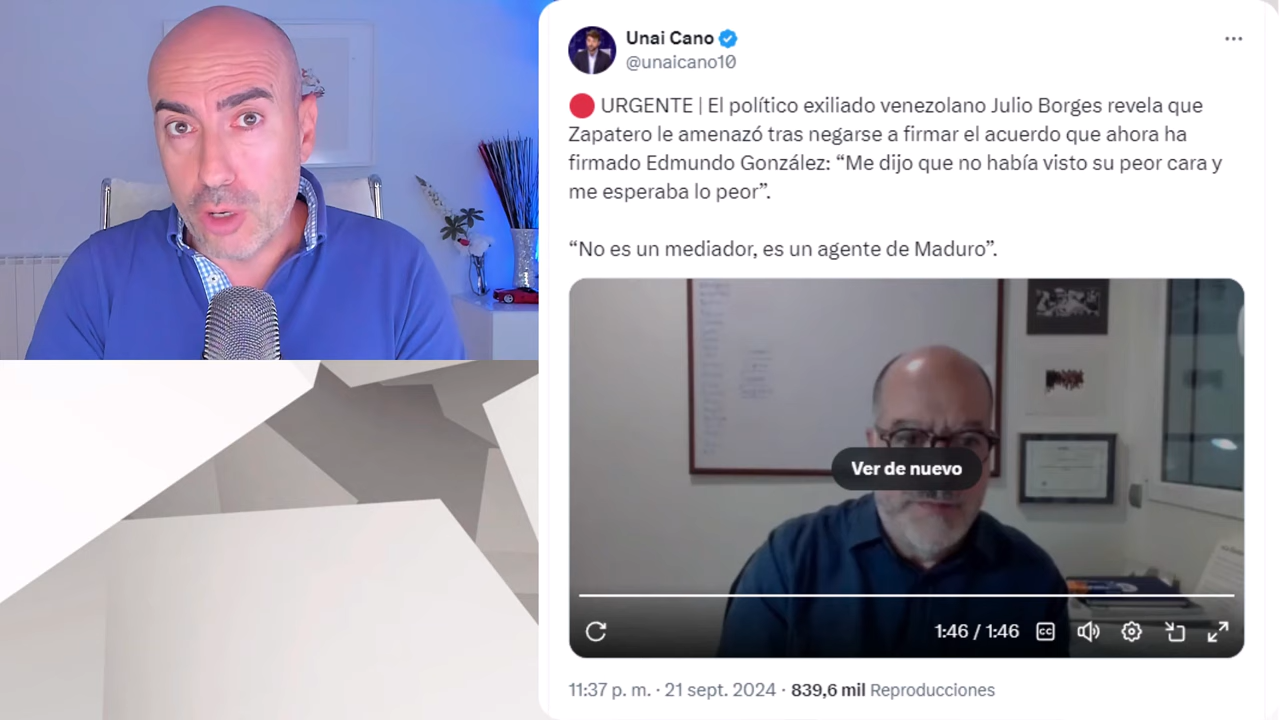 Unai Cano
@unaicano10
URGENTE | El político exiliado venezolano Julio Borges revela que
Zapatero le amenazó tras negarse a firmar el acuerdo que ahora ha
firmado Edmundo González: “Me dijo que no había visto su peor cara y
me esperaba lo peor”.
“No es un mediador, es un agente de Maduro”.
Ver de nuevo
1:46 / 1:46
CC
11:37 p. m. · 21 sept. 2024 · 839,6 mil Reproducciones